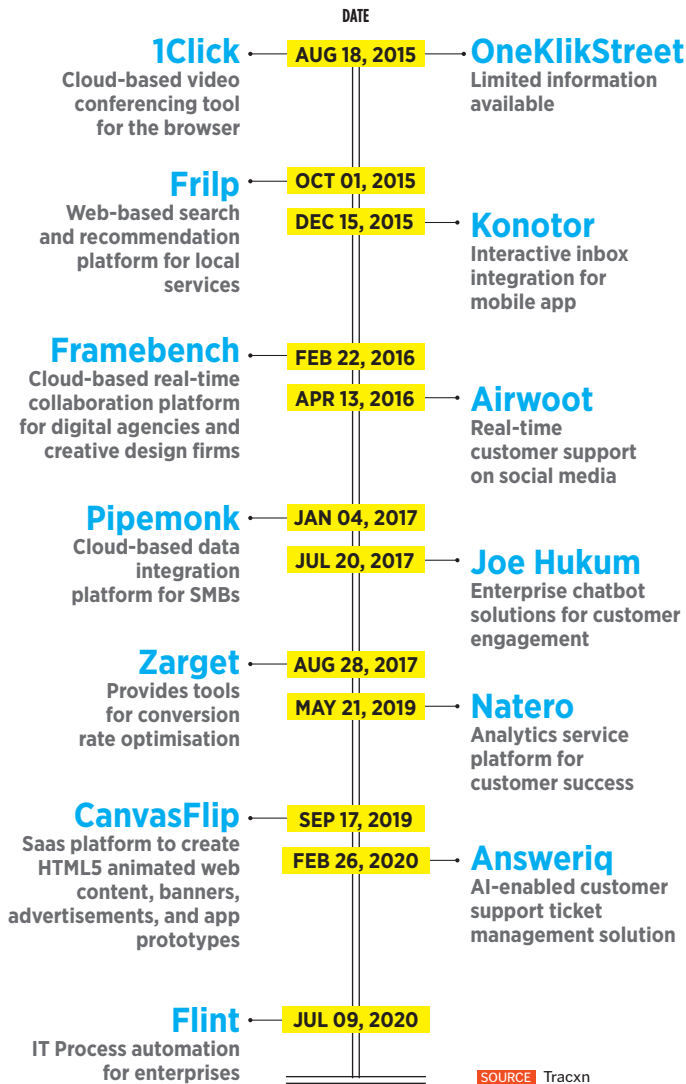 DATE
1Click
Cloud-based video
conferencing tool
for the browser
AUG 18, 2015
OneKlikStreet
Limited information
available
Frilp
Web-based search
and recommendation
platform for local
services
OCT 01, 2015
DEC 15, 2015
Konotor
Interactive inbox
integration for
mobile app
Framebench
Cloud-based real-time
collaboration platform
for digital agencies and
creative design firms
FEB 22, 2016
APR 13, 2016
Airwoot
Real-time
customer support
on social media
Pipemonk
Cloud-based data
integration
platform for SMBs
JAN 04, 2017
JUL 20, 2017
Joe Hukum
Enterprise chatbot
solutions for customer
engagement
Zarget
Provides tools
for conversion
rate optimisation
AUG 28, 2017
MAY 21, 2019
Natero
Analytics service
platform for
customer success
CanvasFlip
Saas platform to create
HTML5 animated web
content, banners,
advertisements, and app
prototypes
SEP 17, 2019
FEB 26, 2020
Answeriq
AI-enabled customer
support ticket
management solution
Flint
IT Process automation
for enterprises
JUL 09, 2020
SOURCE Tracxn